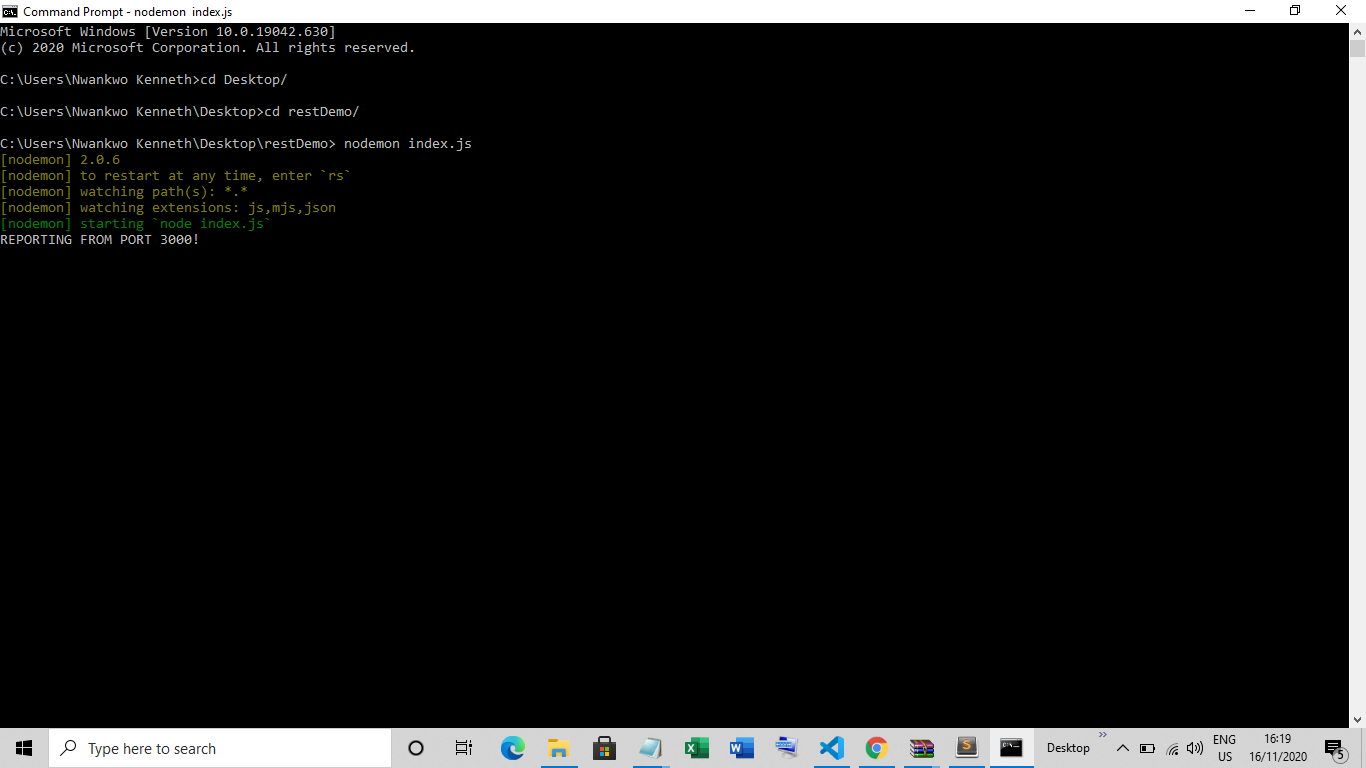 Command Prompt - nodemon  index.js
Microsoft Windows [Version 10.0.19042.630]
(c) 2020 Microsoft Corporation. All rights reserved.
C:\Users\Nwankwo Kenneth>cd Desktop/
C:\Users\Nwankwo Kenneth\Desktop>cd restDemo/
C:\Users\Nwankwo Kenneth\Desktop\restDemo> nodemon index.js
[nodemon] 2.0.6
[nodemon] to restart at any time, enter `rs`
[nodemon] watching path(s): *.*
[nodemon] watching extensions: js,mjs,json
[nodemon] starting `node index.js`
REPORTING FROM PORT 3000!
Type here to search
Desktop
ENG
US
16:19
16/11/2020
5